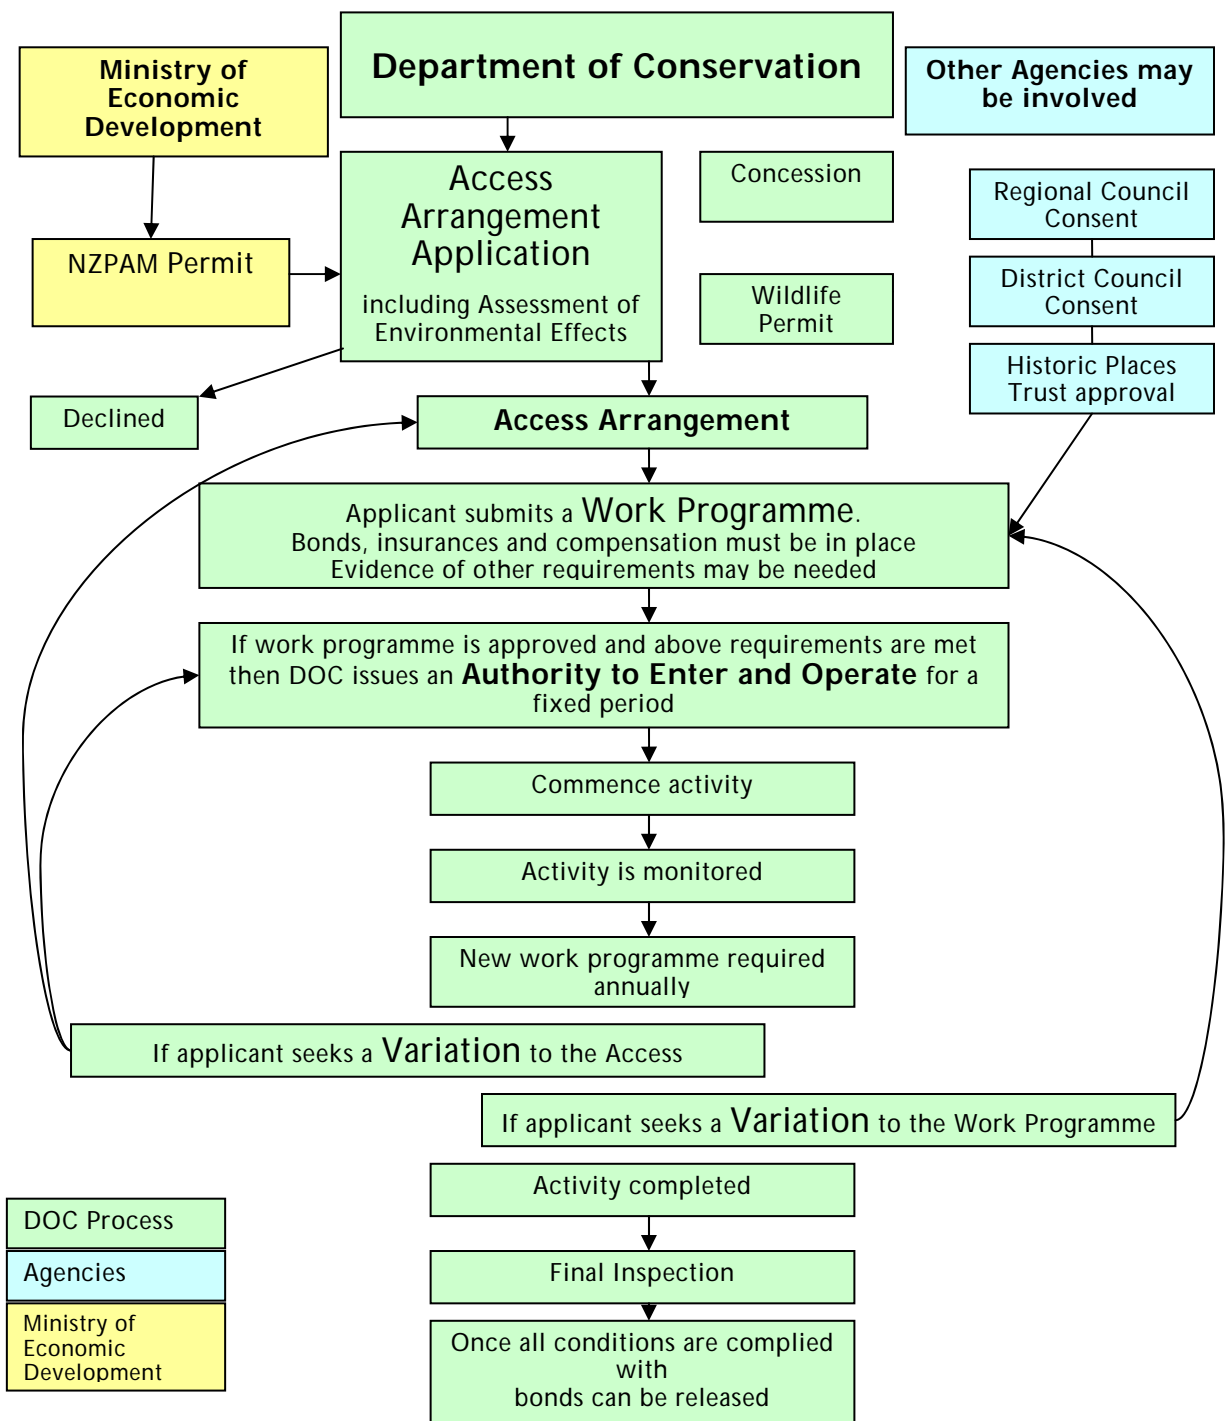 Ministry of
Economic
Development
Department of Conservation
Other Agencies may
be involved
Access
Arrangement
Application
including Assessment of
Environmental Effects
Concession
Regional Council
Consent
NZPAM Permit
Wildlife
Permit
District Council
Consent
Historic Places
Trust approval
Declined
Access Arrangement
Applicant submits a Work Programme.
Bonds, insurances and compensation must be in place
Evidence of other requirements may be needed
If work programme is approved and above requirements are met
then DOC issues an Authority to Enter and Operate for a
fixed period
Commence activity
Activity is monitored
New work programme required
annually
If applicant seeks a Variation to the Access
If applicant seeks a Variation to the Work Programme
Activity completed
Final Inspection
Once all conditions are complied
with
bonds can be released
DOC Process
Agencies
Ministry of
Economic
Development